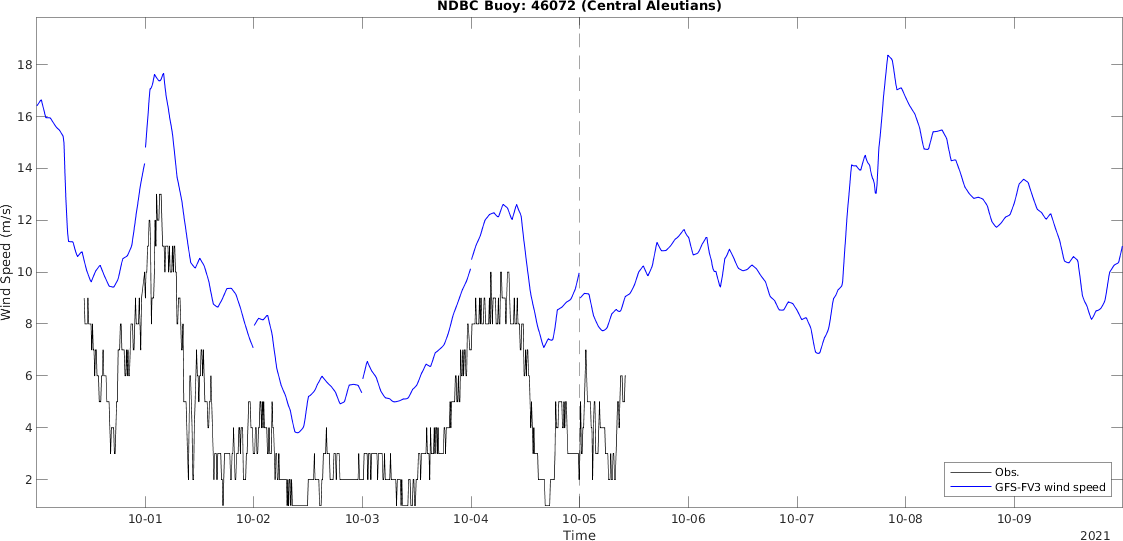 NDBC Buoy: 46072 (Central Aleutians)
Wind Speed (m/s)
18
16
14
12
10
8
6
4
2
10-01 10-02 10-03 10-04 10-05 10-06 10-07 10-08 10-09
Time
2021
Obs.
GFS-FV3 wind speed